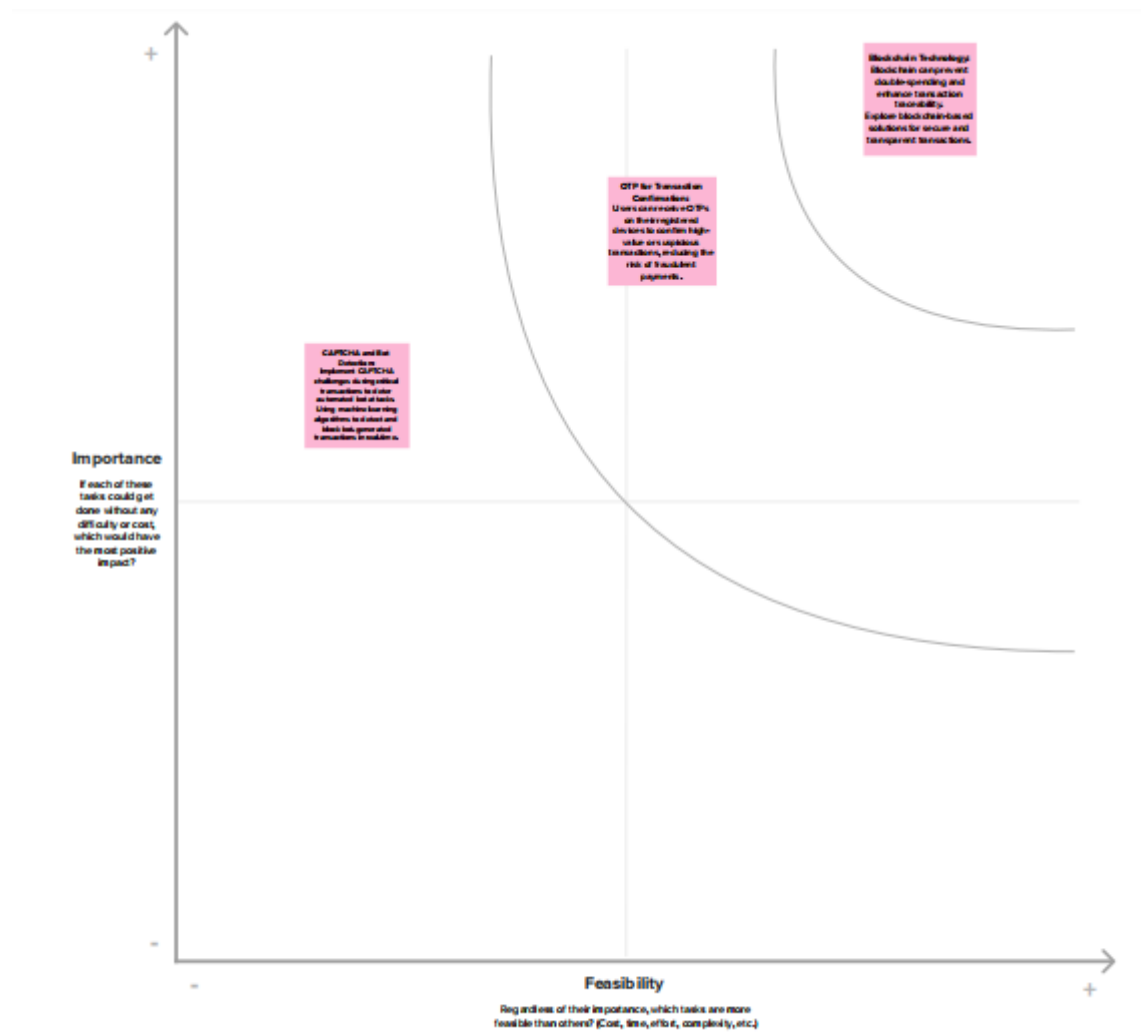 +
Blockchain Technology:
Blockchain can prevent
double-spending and
enhance transaction
traceability.
Explore blockchain-based
solutions for secure and
transparent transactions.
OTP for Transaction
Confirmations
Users can receive OTPs
on their registered
devices to confirm high-
value or suspicious
transactions, reducing the
risk of fraudulent
payments.
CAPTCHA and Bot
Detection:
Implement CAPTCHA
challenges during critical
transactions to deter
automated bot attacks.
Using machine learning
algorithms to detect and
block bot-generated
transactions in real-time.
Importance
If each of these
tasks could get
done without any
difficulty or cost,
which would have
the most positive
impact?
-
-
Feasibility
+
Regardless of their importance, which tasks are more
feasible than others? (Cost, time, effort, complexity, etc.)